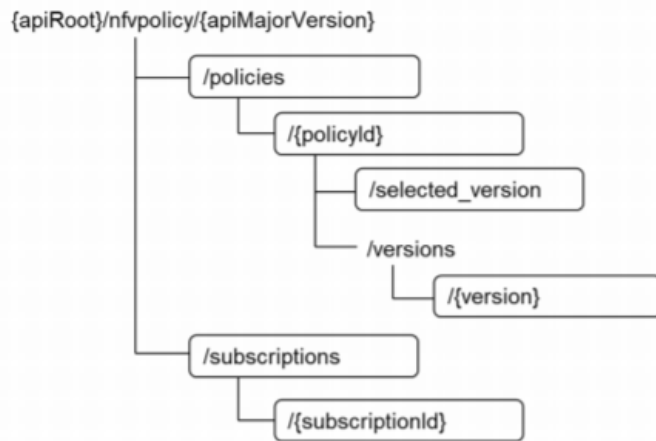 {apiRoot}/nfvpolicy/{apiMajorVersion}
/policies
/{policyId}
/selected_version
/versions
/{version}
/subscriptions
/{subscriptionId}